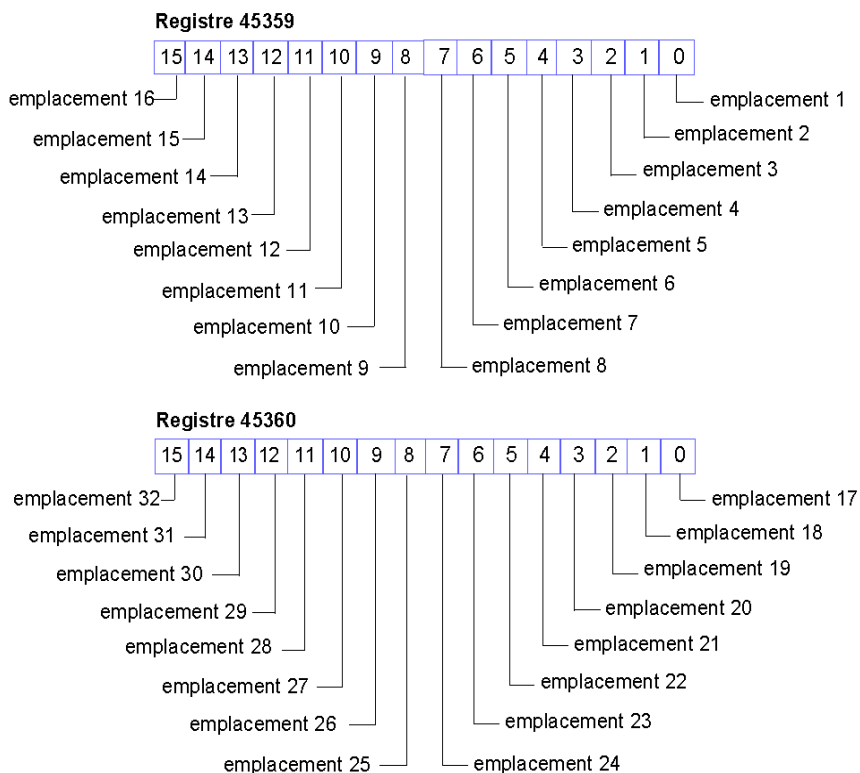 Registre 45359
15 14 13 12 11 10 9 8 7 6 5 4 3 2 1 0
emplacement 16 emplacement 1
emplacement 15 emplacement 2
emplacement 14 emplacement 3
emplacement 13 emplacement 4
emplacement 12 emplacement 5
emplacement 11 emplacement 6
emplacement 10 emplacement 7
emplacement 9 emplacement 8
Registre 45360
15 14 13 12 11 10 9 8 7 6 5 4 3 2 1 0
emplacement 32 emplacement 17
emplacement 31 emplacement 18
emplacement 30 emplacement 19
emplacement 29 emplacement 20
emplacement 28 emplacement 21
emplacement 27 emplacement 22
emplacement 26 emplacement 23
emplacement 25 emplacement 24